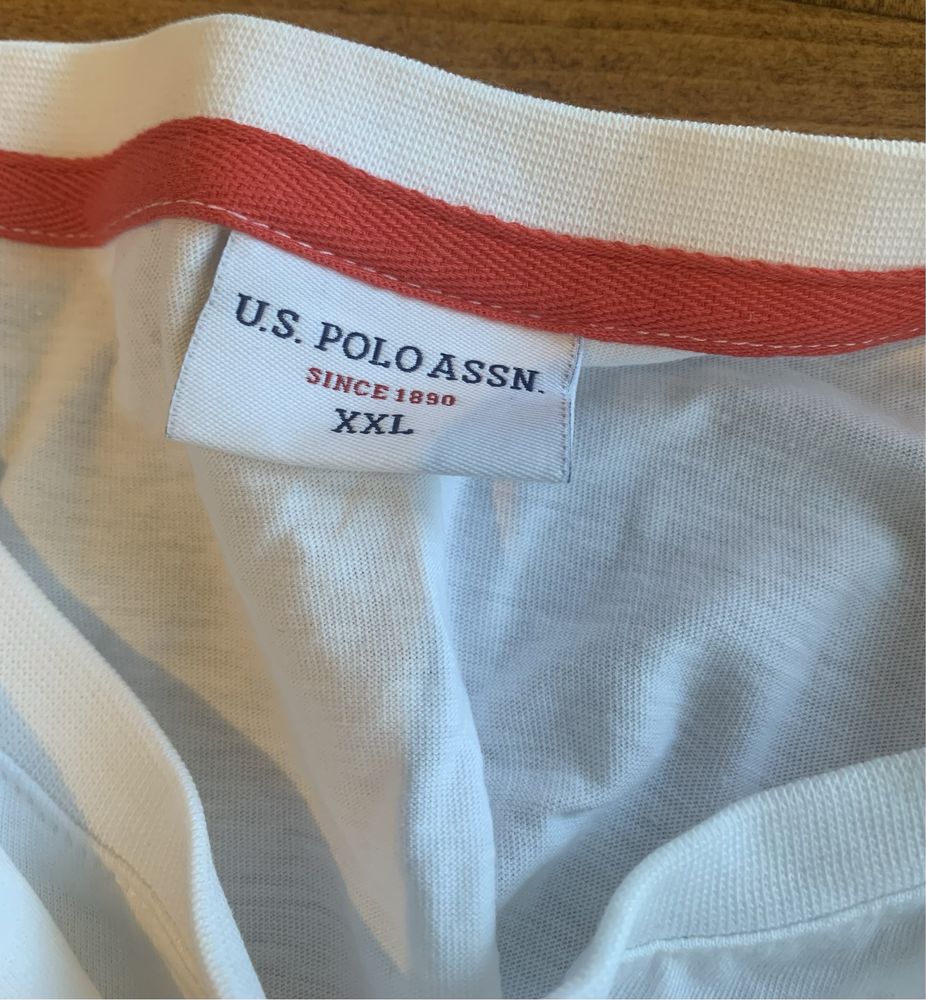 U.S. POLO ASSN.
SINCE 1890
XXL